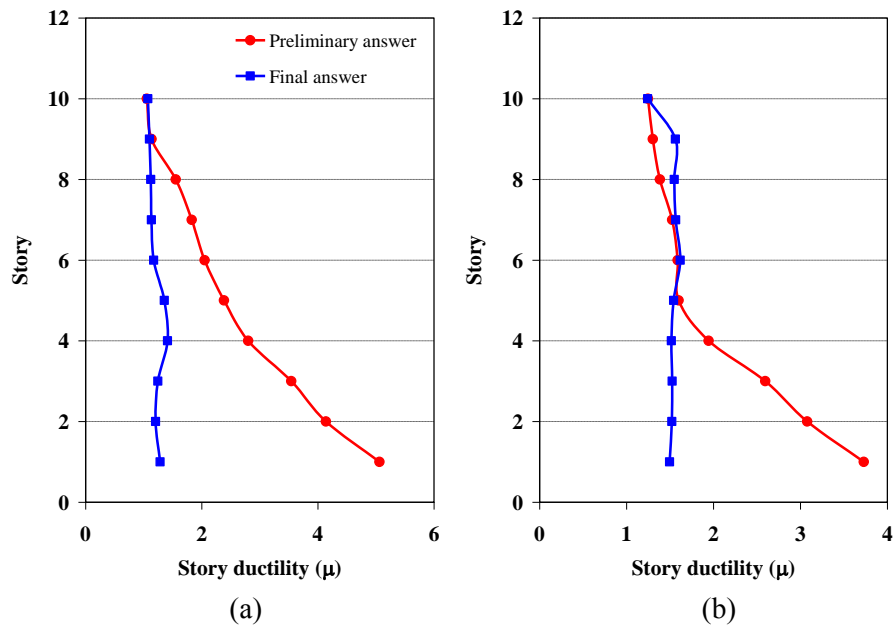 12
10
8
6
4
2
0
Story
Preliminary answer
Final answer
0 2 4 6
Story ductility (μ)
(a)
12
10
8
6
4
2
0
Story
0 1 2 3 4
Story ductility (μ)
(b)